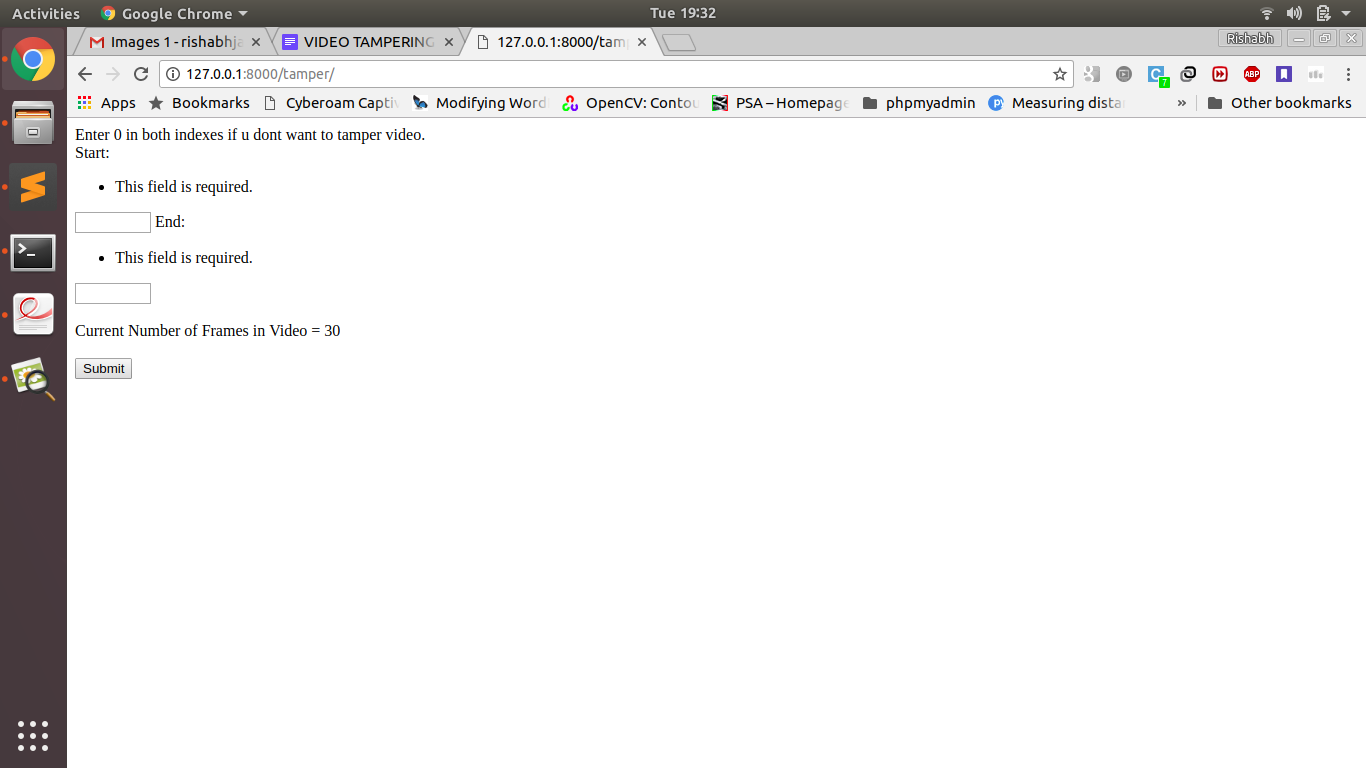 Activities Google Chrome Tue 19:32
Images 1 - rishabhja VIDEO TAMPERING 127.0.0.1:8000/tam Rishabh
127.0.0.1:8000/tamper/ ABP 7
Apps Bookmarks Cyberoam Capti Modifying Word OpenCV: Contou PSA – Homepage phpmyadmin Measuring dista » Other bookmarks
Enter 0 in both indexes if u dont want to tamper video.
Start:
• This field is required.
End:
• This field is required.
Current Number of Frames in Video = 30
Submit